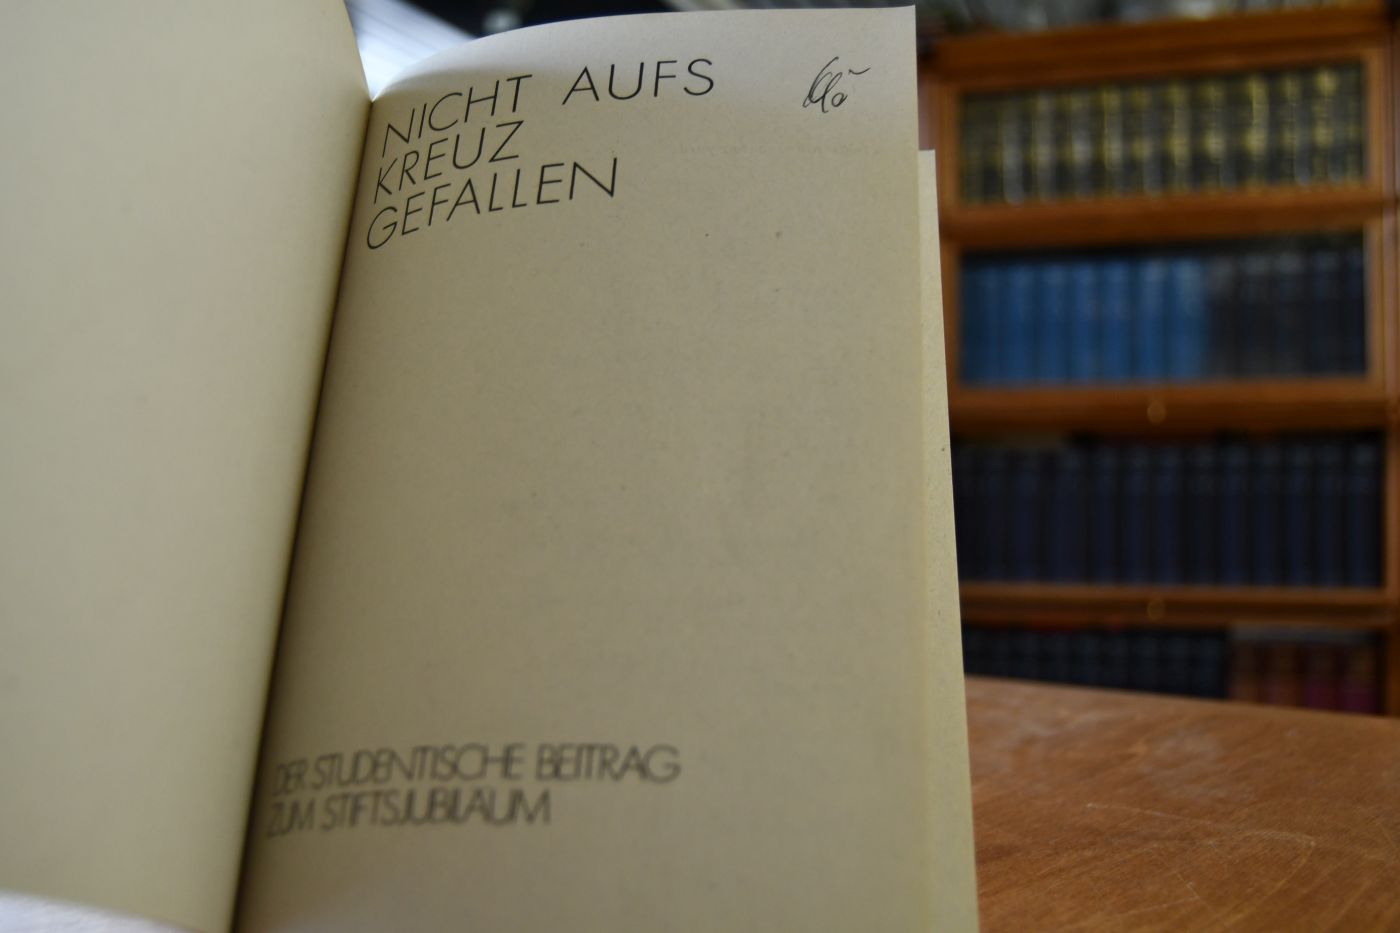 NICHT AUFS
KREUZ
GEFALLEN
DER STUDENTISCHE BEITRAG
ZUM STIFTSJUBILÄUM